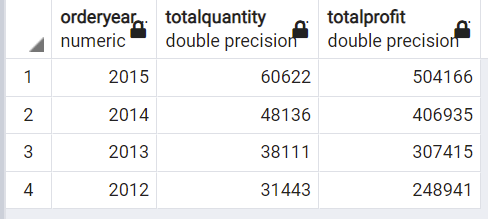 orderyear totalquantity totalprofit
numeric double precision double precision
1 2015 60622 504166
2 2014 48136 406935
3 2013 38111 307415
4 2012 31443 248941